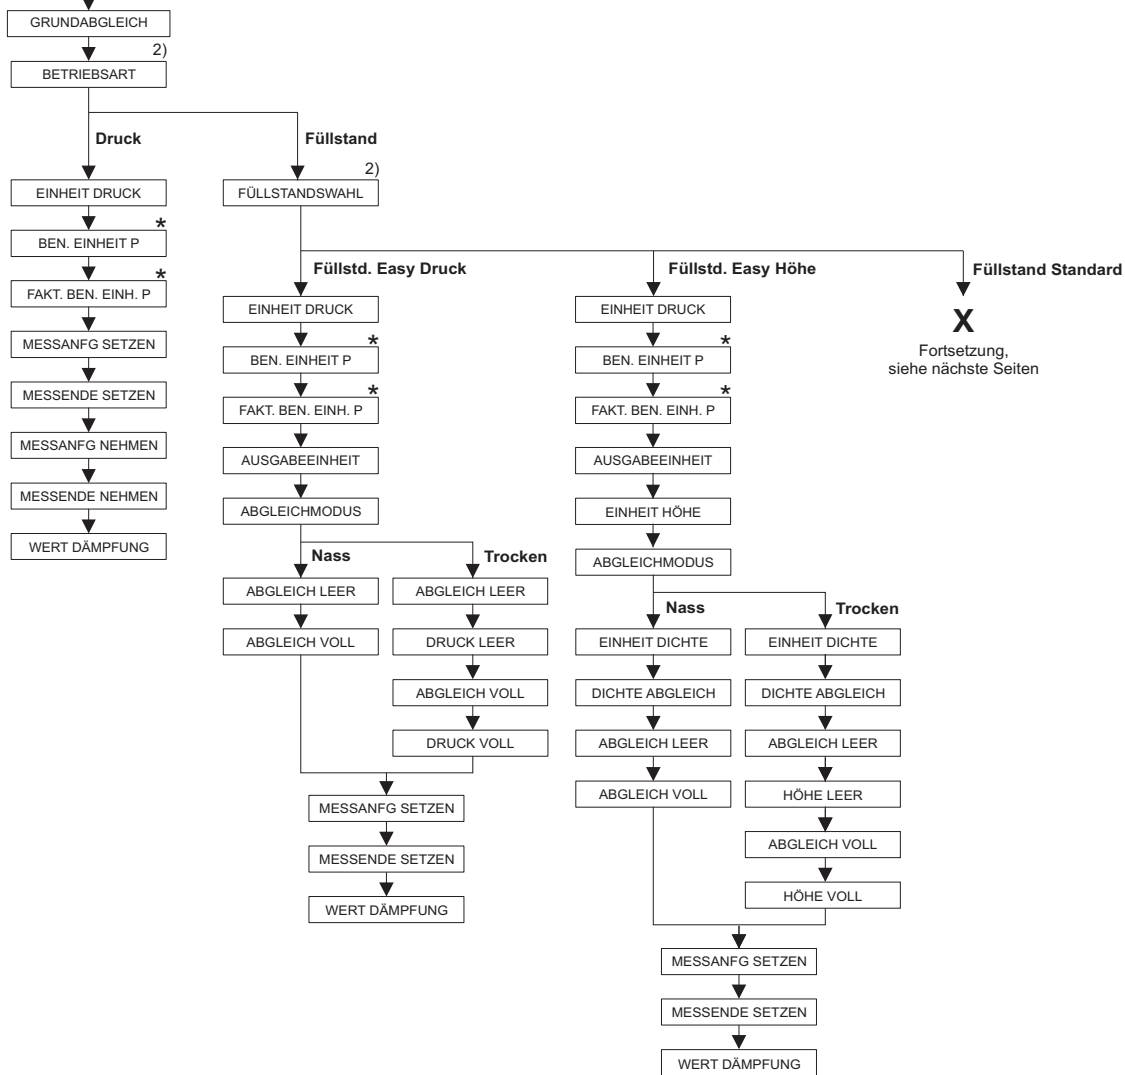 GRUNDABGLEICH
2)
BETRIEBSART
Druck
Füllstand
2)
EINHEIT DRUCK
FÜLLSTANDSWAHL
*
BEN. EINHEIT P
*
FAKT. BEN. EINH. P
MESSANFG SETZEN
MESSENDE SETZEN
MESSANFG NEHMEN
MESSENDE NEHMEN
WERT DÄMPFUNG
Füllstd. Easy Druck
EINHEIT DRUCK
*
BEN. EINHEIT P
*
FAKT. BEN. EINH. P
AUSGABEEINHEIT
ABGLEICHMODUS
Nass
ABGLEICH LEER
ABGLEICH VOLL
Trocken
ABGLEICH LEER
DRUCK LEER
ABGLEICH VOLL
DRUCK VOLL
MESSANFG SETZEN
MESSENDE SETZEN
WERT DÄMPFUNG
Füllstd. Easy Höhe
EINHEIT DRUCK
*
BEN. EINHEIT P
*
FAKT. BEN. EINH. P
AUSGABEEINHEIT
EINHEIT HÖHE
ABGLEICHMODUS
Nass
EINHEIT DICHTE
DICHTE ABGLEICH
ABGLEICH LEER
ABGLEICH VOLL
Trocken
EINHEIT DICHTE
DICHTE ABGLEICH
ABGLEICH LEER
HÖHE LEER
ABGLEICH VOLL
HÖHE VOLL
MESSANFG SETZEN
MESSENDE SETZEN
WERT DÄMPFUNG
Füllstand Standard
X
Fortsetzung,
siehe nächste Seiten